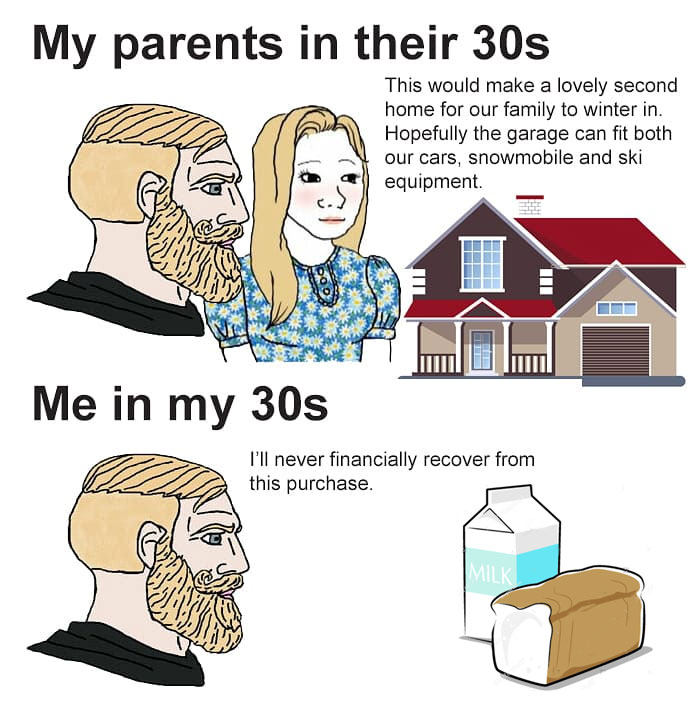 My parents in their 30s
This would make a lovely second
home for our family to winter in.
Hopefully the garage can fit both
our cars, snowmobile and ski
equipment.
Me in my 30s
I'll never financially recover from
this purchase.
MILK